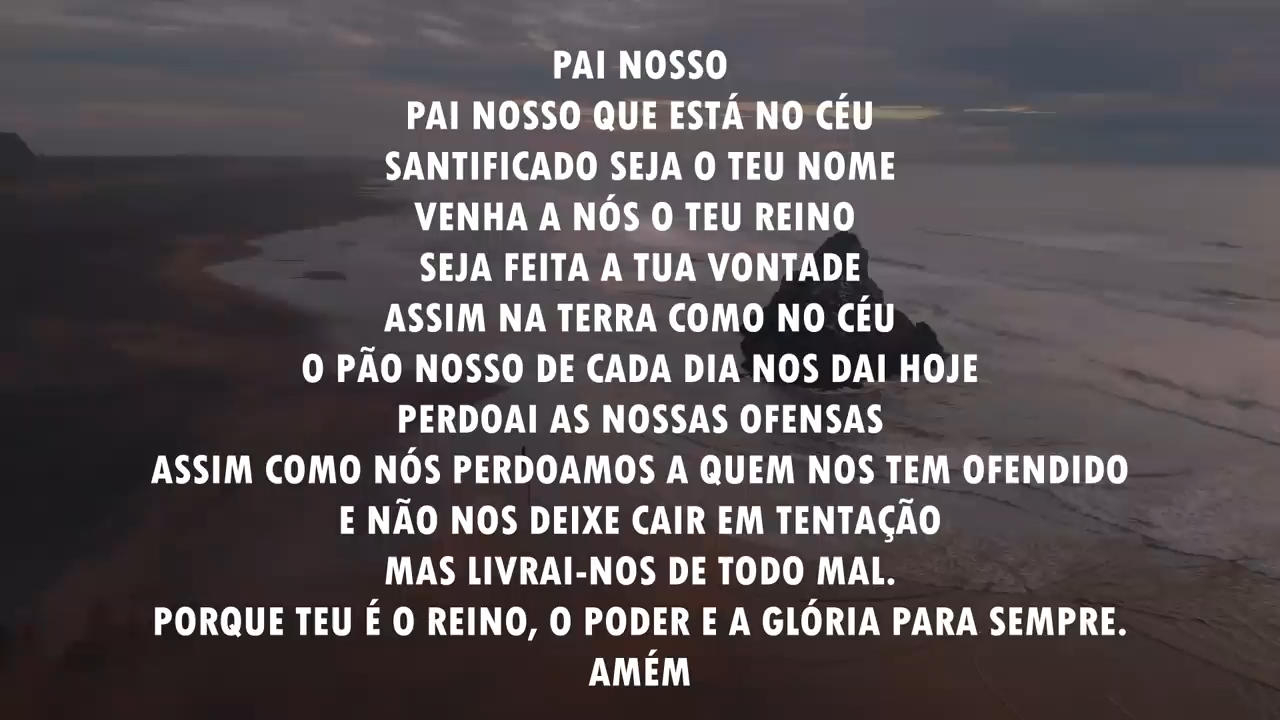 PAI NOSSO
PAI NOSSO QUE ESTÁ NO CÉU
SANTIFICADO SEJA O TEU NOME
VENHA A NÓS O TEU REINO
SEJA FEITA A TUA VONTADE
ASSIM NA TERRA COMO NO CÉU
O PÃO NOSSO DE CADA DIA NOS DAI HOJE
PERDOAI AS NOSSAS OFENSAS
ASSIM COMO NÓS PERDOAMOS A QUEM NOS TEM OFENDIDO
E NÃO NOS DEIXE CAIR EM TENTAÇÃO
MAS LIVRAI-NOS DE TODO MAL.
PORQUE TEU É O REINO, O PODER E A GLÓRIA PARA SEMPRE.
AMÉM